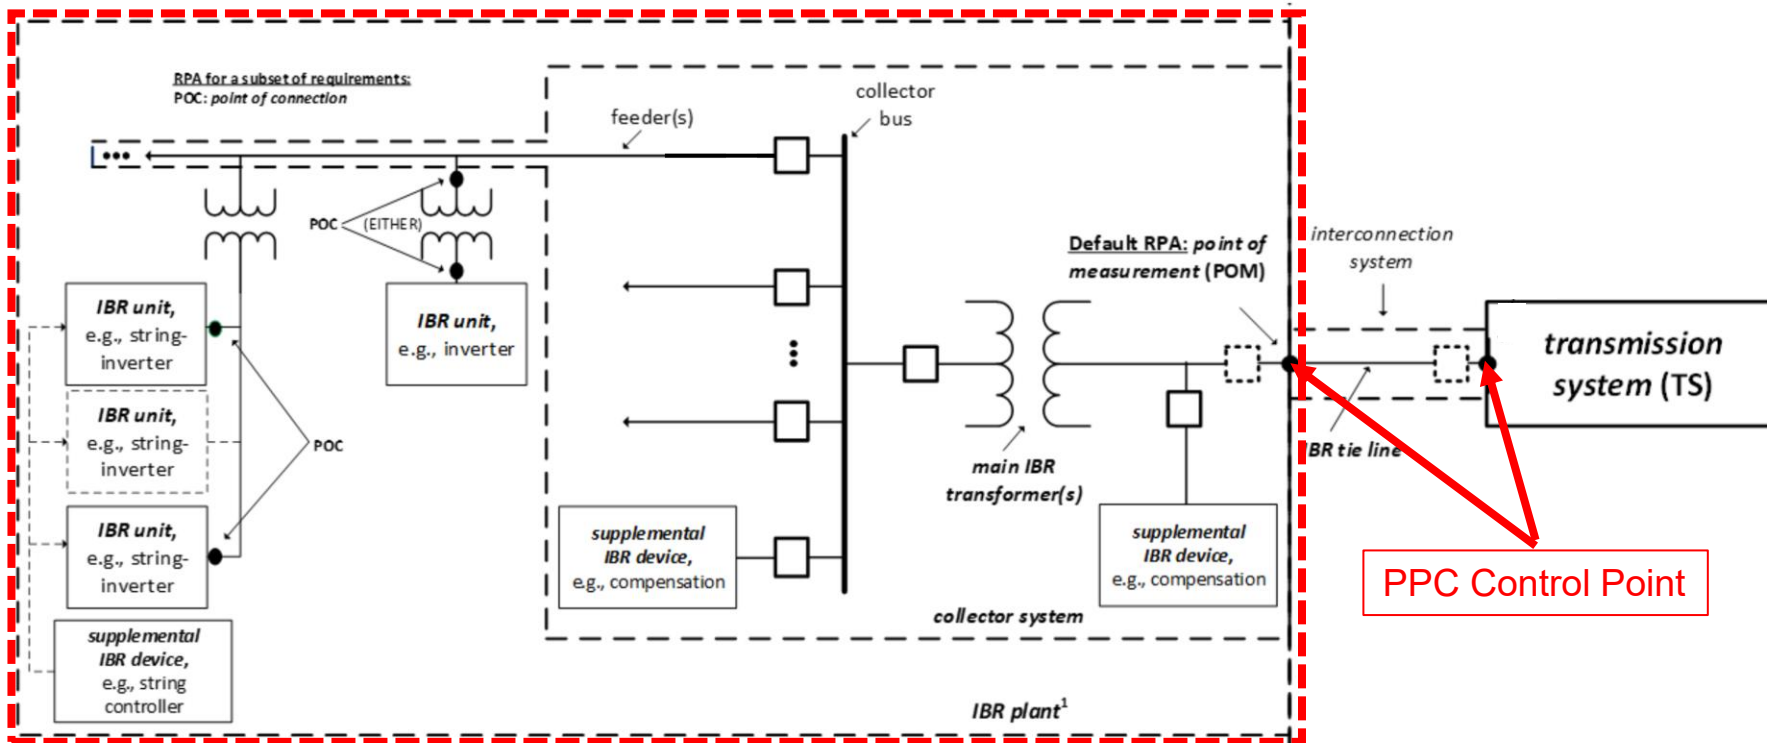 RPA for a subset of requirements:
POC: point of connection
feeder(s)
collector
bus
POC
(EITHER)
Default RPA: point of
measurement (POM)
interconnection
system
IBR unit,
e.g., string-
inverter
IBR unit,
e.g., inverter
transmission
system (TS)
IBR unit,
e.g., string-
inverter
POC
main IBR
transformer(s)
IBR tie line
IBR unit,
e.g., string-
inverter
supplemental
IBR device,
e.g., compensation
supplemental
IBR device,
e.g., compensation
PPC Control Point
collector system
supplemental
IBR device,
e.g., string
controller
IBR plant¹